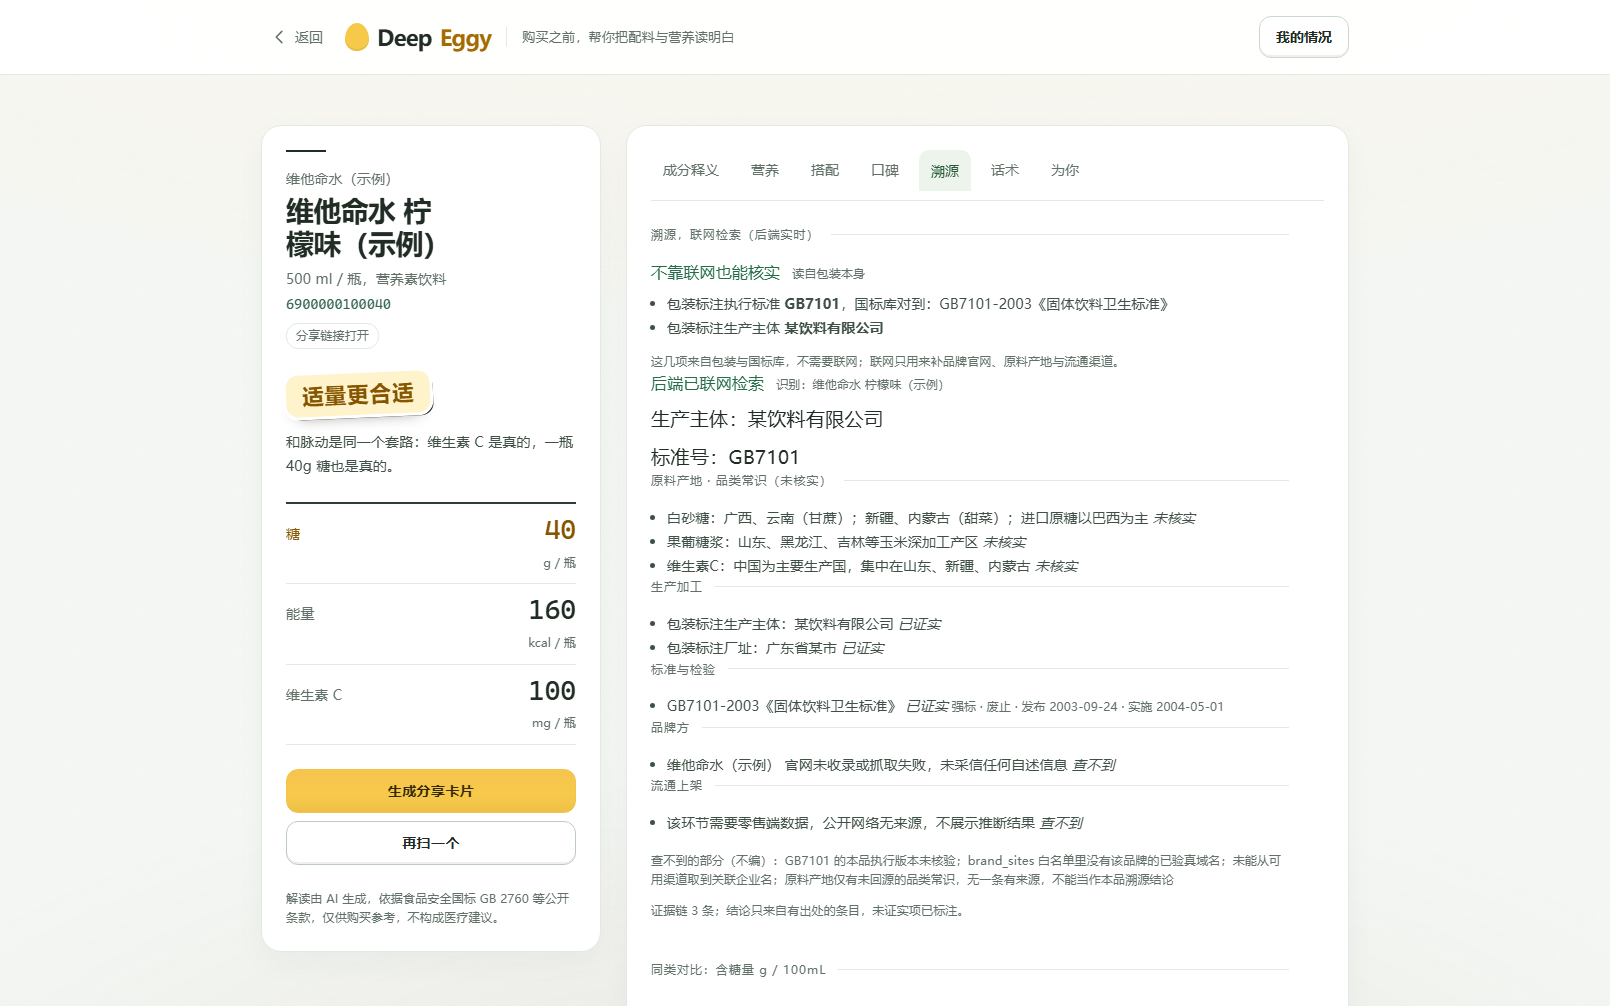 返回
Deep Eggy
购买之前，帮你把配料与营养读明白
我的情况
维他命水（示例）
维他命水 柠
檬味（示例）
500 ml / 瓶，营养素饮料
6900000100040
分享链接打开
适量更合适
和脉动是同一个套路：维生素 C 是真的，一瓶
40g 糖也是真的。
糖
40
g / 瓶
能量
160
kcal / 瓶
维生素 C
100
mg / 瓶
生成分享卡片
再扫一个
解读由 AI 生成，依据食品安全国标 GB 2760 等公开
条款，仅供购买参考，不构成医疗建议。
成分释义
营养
搭配
口碑
溯源
话术
为你
溯源，联网检索（后端实时）
不靠联网也能核实 读自包装本身
包装标注执行标准 GB7101，国标库对到：GB7101-2003《固体饮料卫生标准》
包装标注生产主体 某饮料有限公司
这几项来自包装与国标库，不需要联网；联网只用来补品牌官网、原料产地与流通渠道。
后端已联网检索 识别：维他命水 柠檬味（示例）
生产主体：某饮料有限公司
标准号：GB7101
原料产地 · 品类常识（未核实）
白砂糖：广西、云南（甘蔗）；新疆、内蒙古（甜菜）；进口原糖以巴西为主 未核实
果葡糖浆：山东、黑龙江、吉林等玉米深加工产区 未核实
维生素C：中国为主要生产国，集中在山东、新疆、内蒙古 未核实
生产加工
包装标注生产主体：某饮料有限公司 已证实
包装标注厂址：广东省某市 已证实
标准与检验
GB7101-2003《固体饮料卫生标准》 已证实 强标 · 废止 · 发布 2003-09-24 · 实施 2004-05-01
品牌方
维他命水（示例） 官网未收录或抓取失败，未采信任何自述信息 查不到
流通上架
该环节需要零售端数据，公开网络无来源，不展示推断结果 查不到
查不到的部分（不编）：GB7101 的本品执行版本未核验；brand_sites 白名单里没有该品牌的已验真域名；未能从可
用渠道取到关联企业名；原料产地仅有未回源的品类常识，无一条有来源，不能当作本品溯源结论
证据链 3 条；结论只来自有出处的条目，未证实项已标注。
同类对比：含糖量 g / 100mL